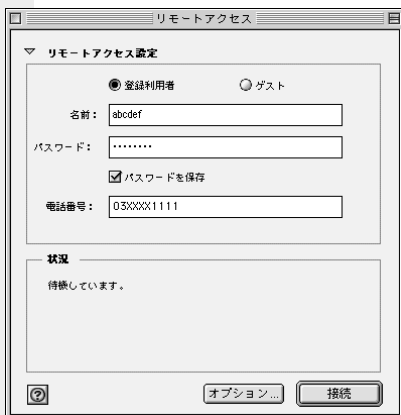 リモートアクセス
リモートアクセス設定
登録利用者 ゲスト
名前： abcdef
パスワード： ••••••••
パスワードを保存
電話番号： 03XXXX1111
状況
待機しています。
? オプション... 接続